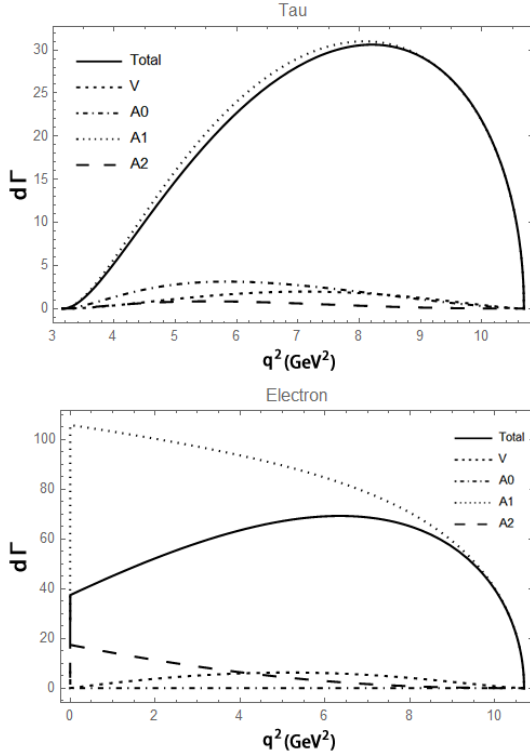 Tau
30
25
20
15
10
5
0
dΓ
Total
V
A0
A1
A2
3 4 5 6 7 8 9 10
q² (GeV²)
Electron
100
80
60
40
20
0
dΓ
Total
V
A0
A1
A2
0 2 4 6 8 10
q² (GeV²)